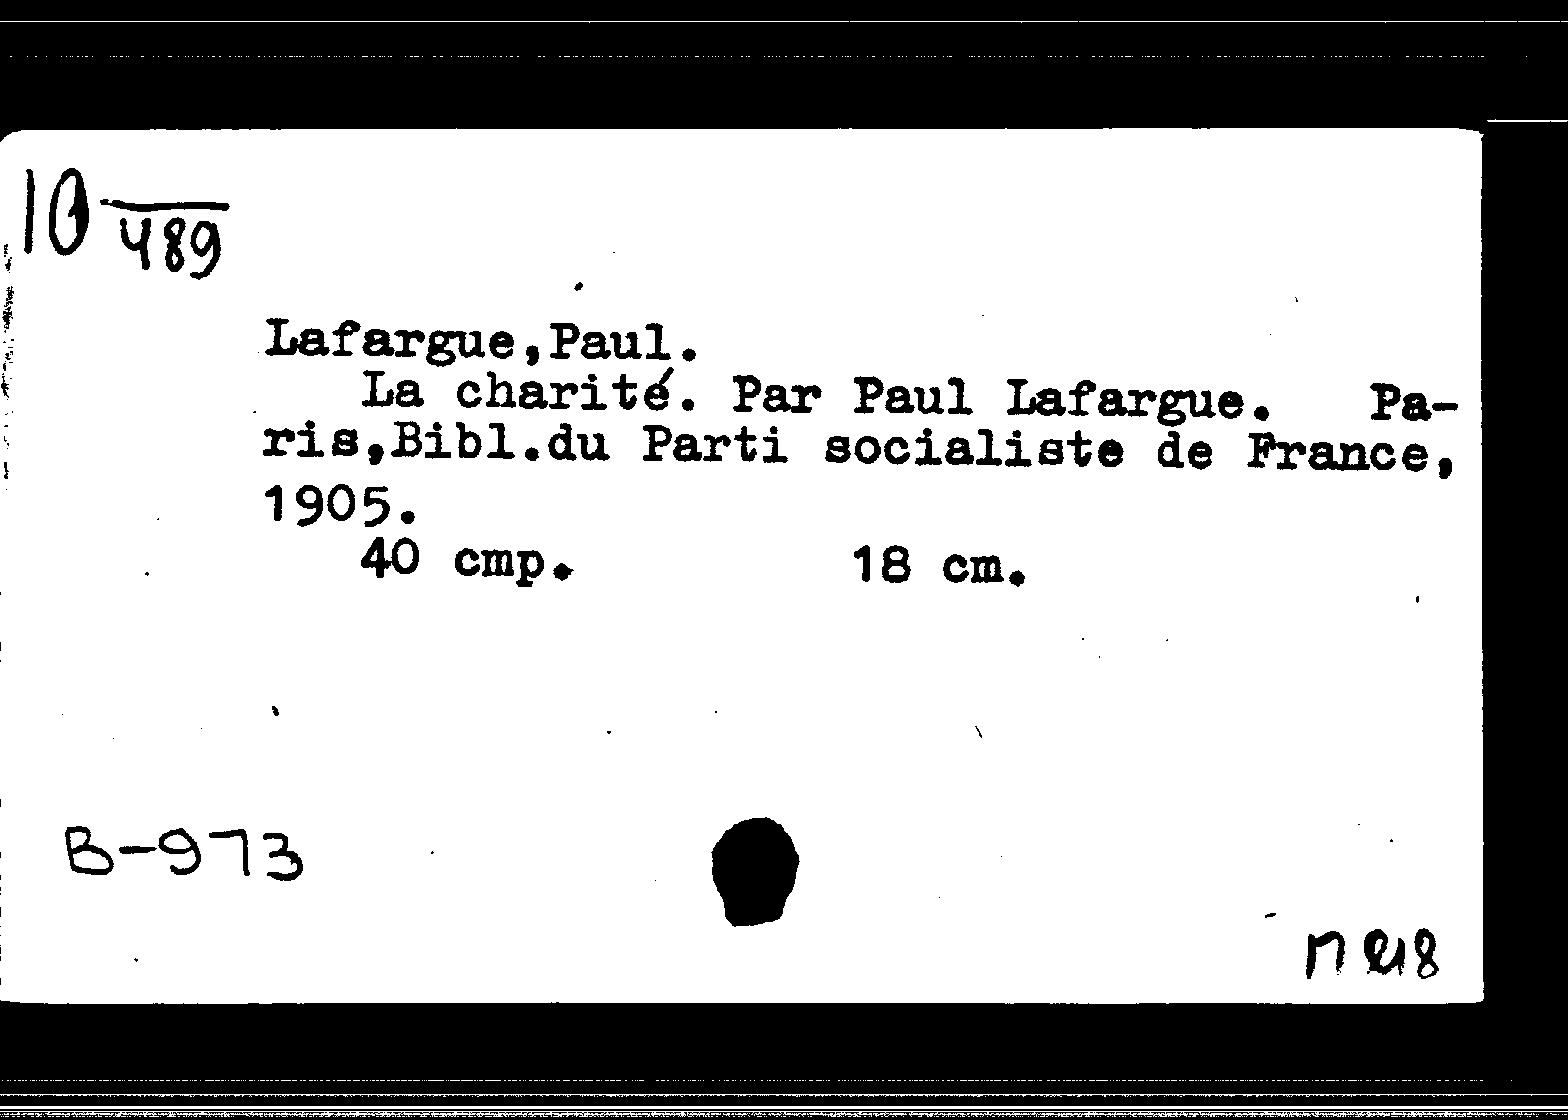 10 489
Lafargue,Paul.
La charité. Par Paul Lafargue. Pa-
ris,Bibl.du Parti socialiste de France,
1905.
40 cmp. 18 cm.
B-973